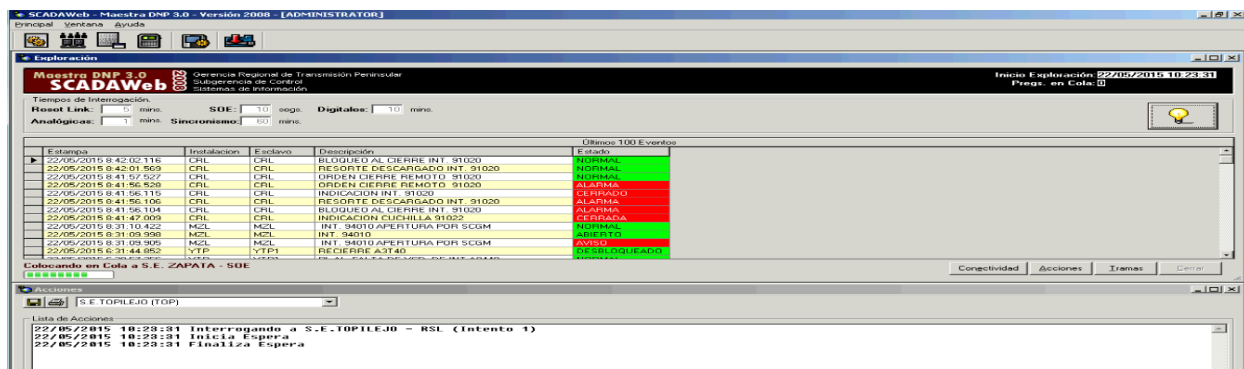 SCADAWeb - Maestra DNP 3.0 - Versión 2008 - [ADMINISTRATOR]
Principal Ventana Ayuda
Exploración
Maestra DNP 3.0
SCADAWeb
2008
Gerencia Regional de Transmisión Peninsular
Subgerencia de Control
Sistemas de Información
Inicio Exploración: 22/05/2015 10:23:31
Pregs. en Cola:
Tiempos de Interrogación.
Reset Link: 5 mins. SOE: 10 segs. Digitales: 10 mins.
Analógicas: 1 mins. Sincronismo: 60 mins.
Últimos 100 Eventos
Estampa Instalacion Esclavo Descripción Estado
22/05/2015 8:42:02.116 CRL CRL BLOQUEO AL CIERRE INT. 91020 NORMAL
22/05/2015 8:42:01.569 CRL CRL RESORTE DESCARGADO INT. 91020 NORMAL
22/05/2015 8:41:57.527 CRL CRL ORDEN CIERRE REMOTO 91020 NORMAL
22/05/2015 8:41:56.528 CRL CRL ORDEN CIERRE REMOTO 91020 ALARMA
22/05/2015 8:41:56.115 CRL CRL INDICACION INT. 91020 CERRADO
22/05/2015 8:41:56.106 CRL CRL RESORTE DESCARGADO INT. 91020 ALARMA
22/05/2015 8:41:56.104 CRL CRL BLOQUEO AL CIERRE INT. 91020 ALARMA
22/05/2015 8:41:47.009 CRL CRL INDICACION CUCHILLA 91022 CERRADA
22/05/2015 8:31:10.422 MZL MZL INT. 94010 APERTURA POR SCGM NORMAL
22/05/2015 8:31:09.998 MZL MZL INT. 94010 ABIERTO
22/05/2015 8:31:09.905 MZL MZL INT. 94010 APERTURA POR SCGM AVISO
22/05/2015 6:31:44.852 YTP YTP1 RECIERRE A3T40 DESBLOQUEADO
Colocando en Cola a S.E. ZAPATA - SOE
Conectividad Acciones Tramas Cerrar
Acciones
S.E.TOPILEJO (TOP)
Lista de Acciones
22/05/2015 10:23:31 Interrogando a S.E.TOPILEJO - RSL (Intento 1)
22/05/2015 10:23:31 Inicia Espera
22/05/2015 10:23:31 Finaliza Espera